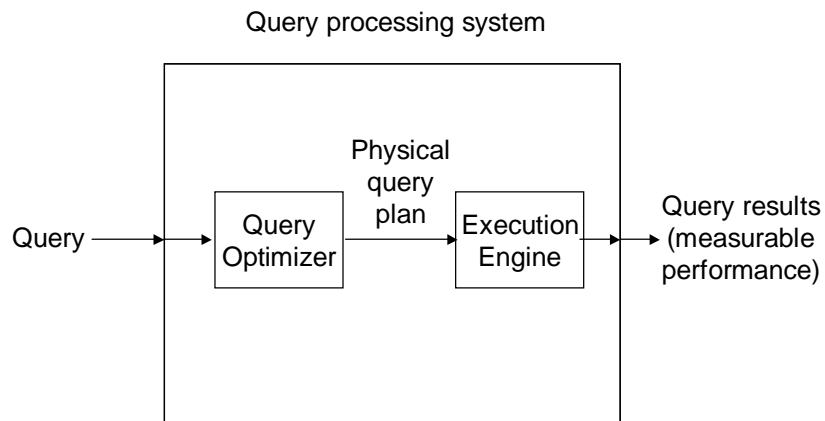 Query processing system
Query
Query
Optimizer
Physical
query
plan
Execution
Engine
Query results
(measurable
performance)